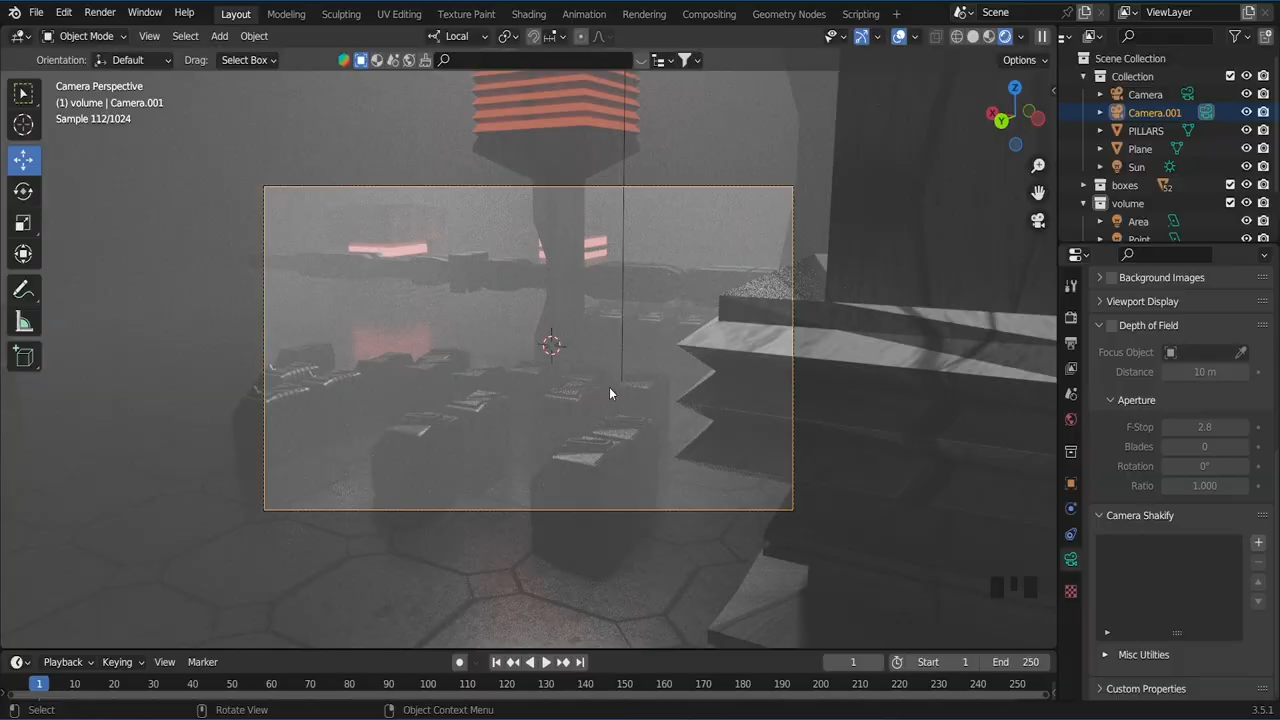 File Edit Render Window Help Layout Modeling Sculpting UV Editing Texture Paint Shading Animation Rendering Compositing Geometry Nodes Scripting + Scene ViewLayer
Object Mode View Select Add Object Local
Orientation: Default Drag: Select Box Options
Camera Perspective
(1) volume | Camera.001
Sample 112/1024
Z
X
Y
Scene Collection
Collection
Camera
Camera.001
PILLARS
Plane
Sun
boxes 52
volume
Area
Point
Background Images
Viewport Display
Depth of Field
Focus Object
Distance 10 m
Aperture
F-Stop 2.8
Blades 0
Rotation 0°
Ratio 1.000
Camera Shakify
Misc Utilties
Custom Properties
Playback Keying View Marker 1 Start 1 End 250
1 10 20 30 40 50 60 70 80 90 100 110 120 130 140 150 160 170 180 190 200 210 220 230 240 250
Select Rotate View Object Context Menu 3.5.1